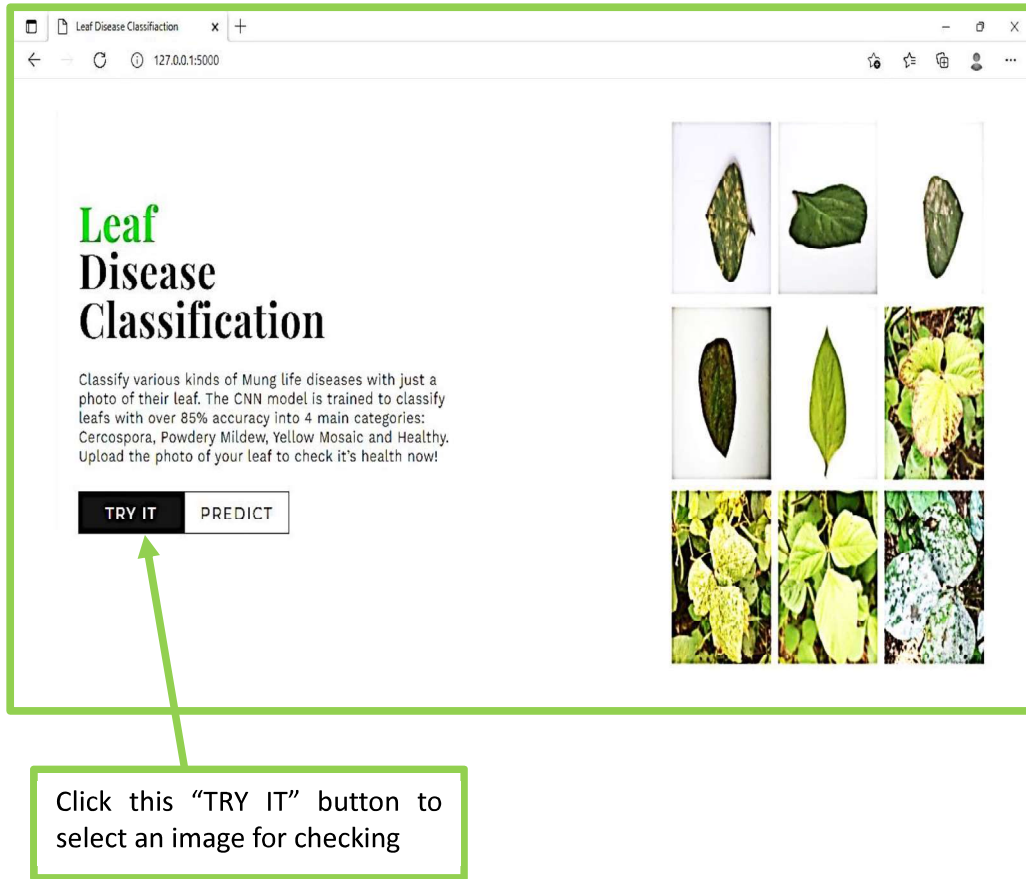 Leaf Disease Classifiaction
127.0.0.1:5000
Leaf
Disease
Classification
Classify various kinds of Mung life diseases with just a
photo of their leaf. The CNN model is trained to classify
leafs with over 85% accuracy into 4 main categories:
Cercospora, Powdery Mildew, Yellow Mosaic and Healthy.
Upload the photo of your leaf to check it's health now!
TRY IT PREDICT
Click this “TRY IT” button to
select an image for checking